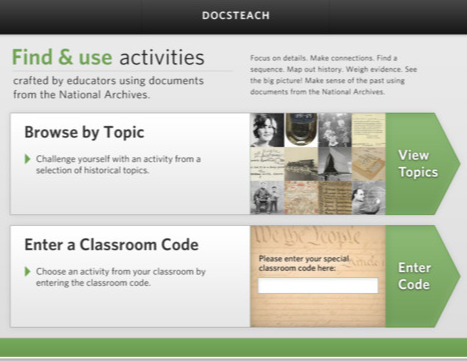 DOCSTEACH
Find & use activities
crafted by educators using documents
from the National Archives.
Focus on details. Make connections. Find a
sequence. Map out history. Weigh evidence. See
the big picture! Make sense of the past using
documents from the National Archives.
Browse by Topic
Challenge yourself with an activity from a
selection of historical topics.
View
Topics
Enter a Classroom Code
Choose an activity from your classroom by
entering the classroom code.
We the People
Please enter your special
classroom code here:
Enter
Code